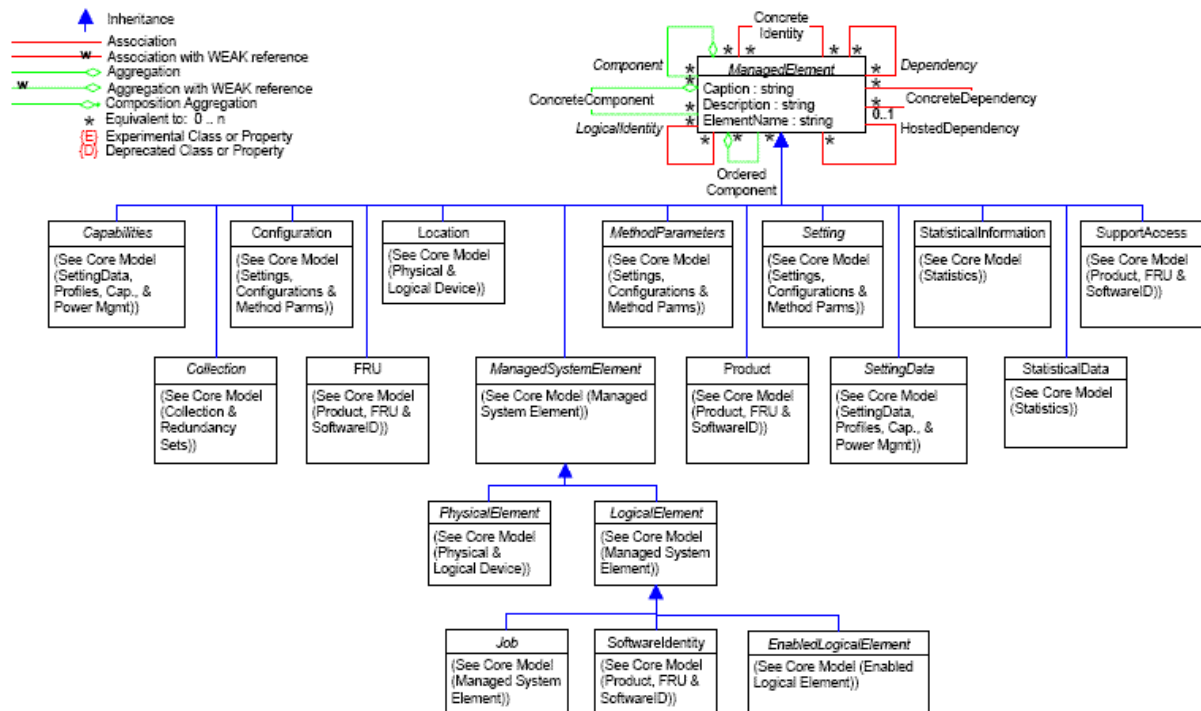 Inheritance
Association
w
Association with WEAK reference
Aggregation
w
Aggregation with WEAK reference
Composition Aggregation
* Equivalent to: 0 .. n
{E} Experimental Class or Property
{D} Deprecated Class or Property
Concrete
Identity
* * * *
Component
*
ManagedElement
*
Dependency
*
Caption : string
*
ConcreteComponent
Description : string
*
ConcreteDependency
*
ElementName : string
0..1
LogicalIdentity
*
HostedDependency
* * * *
Ordered
Component
Capabilities
(See Core Model
(SettingData,
Profiles, Cap., &
Power Mgmt))
Configuration
(See Core Model
(Settings,
Configurations &
Method Parms))
Location
(See Core Model
(Physical &
Logical Device))
MethodParameters
(See Core Model
(Settings,
Configurations &
Method Parms))
Setting
(See Core Model
(Settings,
Configurations &
Method Parms))
StatisticalInformation
(See Core Model
(Statistics))
SupportAccess
(See Core Model
(Product, FRU &
SoftwareID))
Collection
(See Core Model
(Collection &
Redundancy
Sets))
FRU
(See Core Model
(Product, FRU &
SoftwareID))
ManagedSystemElement
(See Core Model (Managed
System Element))
Product
(See Core Model
(Product, FRU &
SoftwareID))
SettingData
(See Core Model
(SettingData,
Profiles, Cap., &
Power Mgmt))
StatisticalData
(See Core Model
(Statistics))
PhysicalElement
(See Core Model
(Physical &
Logical Device))
LogicalElement
(See Core Model
(Managed System
Element))
Job
(See Core Model
(Managed System
Element))
SoftwareIdentity
(See Core Model
(Product, FRU &
SoftwareID))
EnabledLogicalElement
(See Core Model (Enabled
Logical Element))